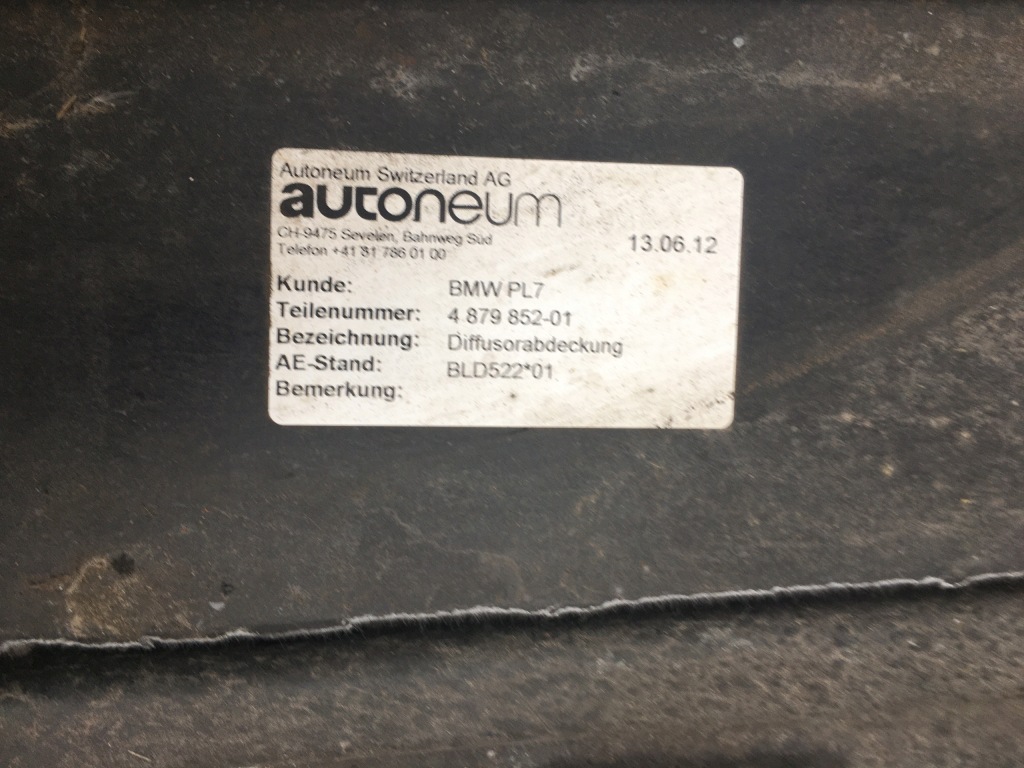 Autoneum Switzerland AG
autoneum
CH-9475 Sevelen, Bahnweg Süd
Telefon +41 81 786 01 00
13.06.12
Kunde: BMW PL7
Teilenummer: 4 879 852-01
Bezeichnung: Diffusorabdeckung
AE-Stand: BLD522*01
Bemerkung: